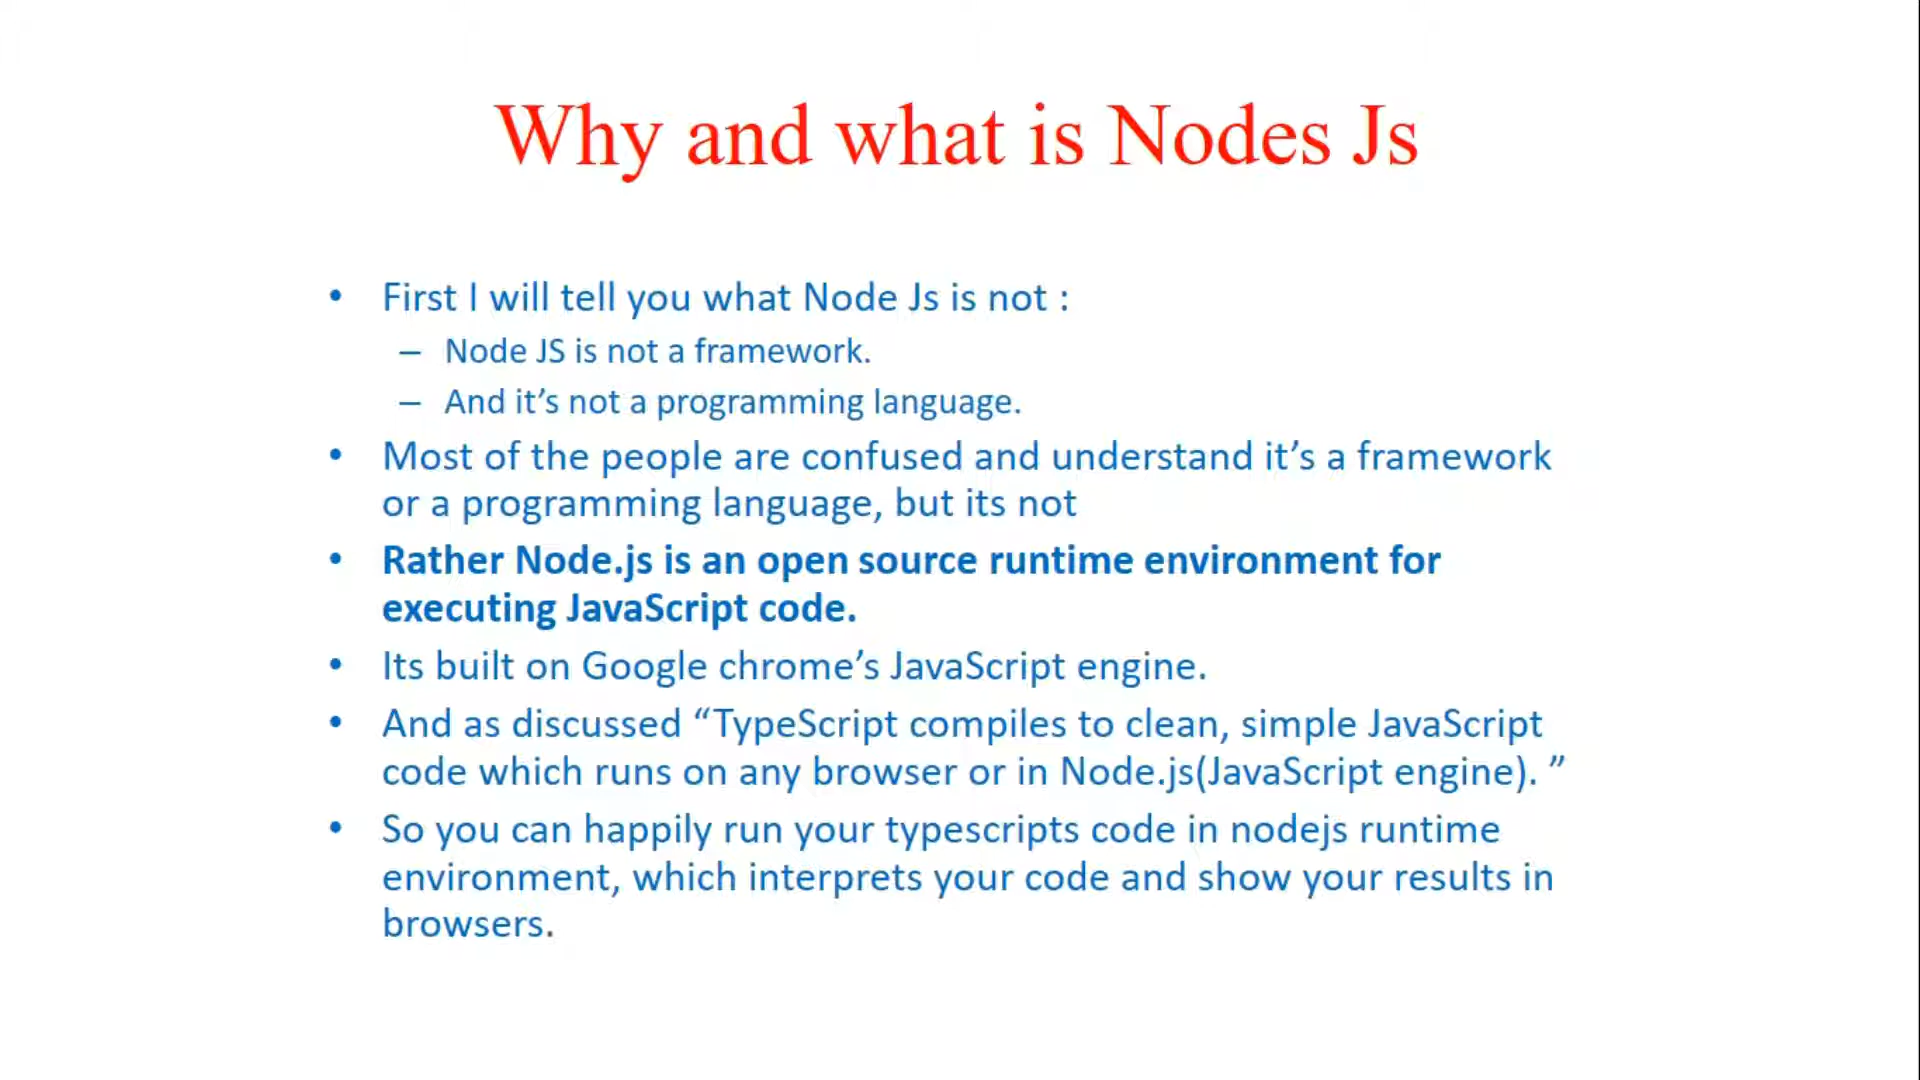 Why and what is Nodes Js
• First I will tell you what Node Js is not :
– Node JS is not a framework.
– And it’s not a programming language.
• Most of the people are confused and understand it’s a framework
or a programming language, but its not
• Rather Node.js is an open source runtime environment for
executing JavaScript code.
• Its built on Google chrome’s JavaScript engine.
• And as discussed “TypeScript compiles to clean, simple JavaScript
code which runs on any browser or in Node.js(JavaScript engine). ”
• So you can happily run your typescripts code in nodejs runtime
environment, which interprets your code and show your results in
browsers.